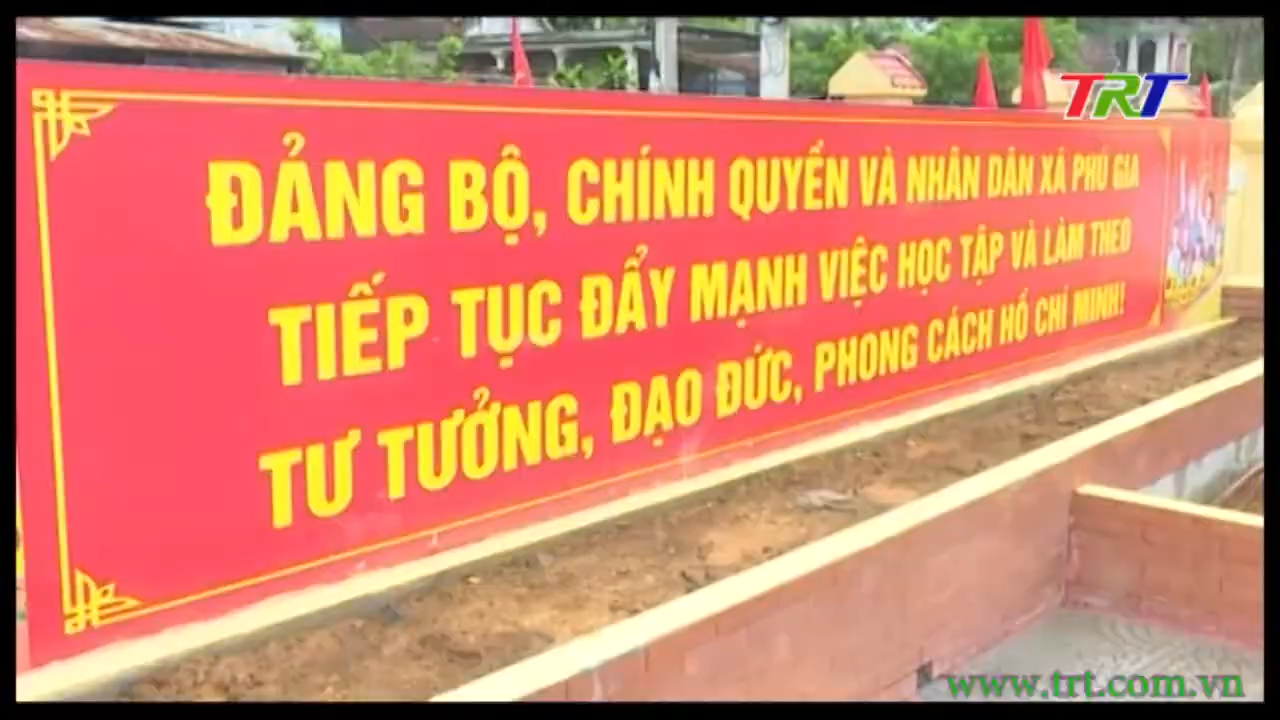 TRT
ĐẢNG BỘ, CHÍNH QUYỀN VÀ NHÂN DÂN XÃ PHÚ GIA
TIẾP TỤC ĐẨY MẠNH VIỆC HỌC TẬP VÀ LÀM THEO
TƯ TƯỞNG, ĐẠO ĐỨC, PHONG CÁCH HỒ CHÍ MINH!
www.trt.com.vn